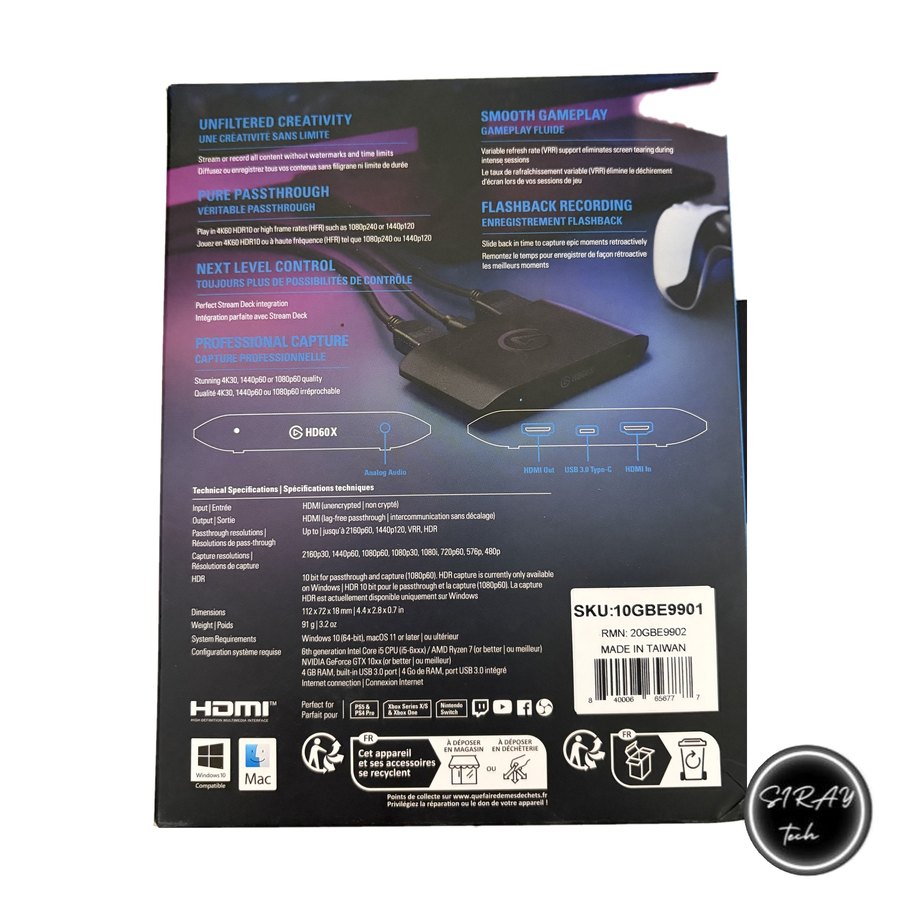 UNFILTERED CREATIVITY
UNE CRÉATIVITÉ SANS LIMITE
Stream or record all content without watermarks and time limits
Diffusez ou enregistrez tous vos contenus sans filigrane ni limite de durée
PURE PASSTHROUGH
VÉRITABLE PASSTHROUGH
Play in 4K60 HDR10 or high frame rates (HFR) such as 1080p240 or 1440p120
Jouez en 4K60 HDR10 ou à haute fréquence (HFR) tel que 1080p240 ou 1440p120
NEXT LEVEL CONTROL
TOUJOURS PLUS DE POSSIBILITÉS DE CONTRÔLE
Perfect Stream Deck integration
Intégration parfaite avec Stream Deck
PROFESSIONAL CAPTURE
CAPTURE PROFESSIONNELLE
Stunning 4K30, 1440p60 or 1080p60 quality
Qualité 4K30, 1440p60 ou 1080p60 irréprochable
SMOOTH GAMEPLAY
GAMEPLAY FLUIDE
Variable refresh rate (VRR) support eliminates screen tearing during
intense sessions
Le taux de rafraîchissement variable (VRR) élimine le déchirement
d'écran lors de vos sessions de jeu
FLASHBACK RECORDING
ENREGISTREMENT FLASHBACK
Slide back in time to capture epic moments retroactively
Remontez le temps pour enregistrer de façon rétroactive
les meilleurs moments
HD60 X
Analog Audio
HDMI Out
USB 3.0 Type-C
HDMI In
Technical Specifications | Spécifications techniques
Input | Entrée HDMI (unencrypted | non crypté)
Output | Sortie HDMI (lag-free passthrough | intercommunication sans décalage)
Passthrough resolutions | Up to | jusqu'à 2160p60, 1440p120, VRR, HDR
Résolutions de pass-through
Capture resolutions | 2160p30, 1440p60, 1080p60, 1080p30, 1080i, 720p60, 576p, 480p
Résolutions de capture
HDR 10 bit for passthrough and capture (1080p60). HDR capture is currently only available
on Windows | HDR 10 bit pour le passthrough et la capture (1080p60). La capture
HDR est actuellement disponible uniquement sur Windows
Dimensions 112 x 72 x 18 mm | 4.4 x 2.8 x 0.7 in
Weight | Poids 91 g | 3.2 oz
System Requirements Windows 10 (64-bit), macOS 11 or later | ou ultérieur
Configuration système requise 6th generation Intel Core i5 CPU (i5-6xxx) / AMD Ryzen 7 (or better | ou meilleur)
NVIDIA GeForce GTX 10xx (or better | ou meilleur)
4 GB RAM, built-in USB 3.0 port | 4 Go de RAM, port USB 3.0 intégré
Internet connection | Connexion Internet
SKU:10GBE9901
RMN: 20GBE9902
MADE IN TAIWAN
8 40006 65677 7
HDMI™
HIGH-DEFINITION MULTIMEDIA INTERFACE
Perfect for
Parfait pour
PS5 &
PS4 Pro
Xbox Series X/S
& Xbox One
Nintendo
Switch
Windows 10
Compatible
Mac
FR
Cet appareil
et ses accessoires
se recyclent
À DÉPOSER
EN MAGASIN
OU
À DÉPOSER
EN DÉCHÈTERIE
Points de collecte sur www.quefairedemesdechets.fr
Privilégiez la réparation ou le don de votre appareil !
FR
SIRAY
tech